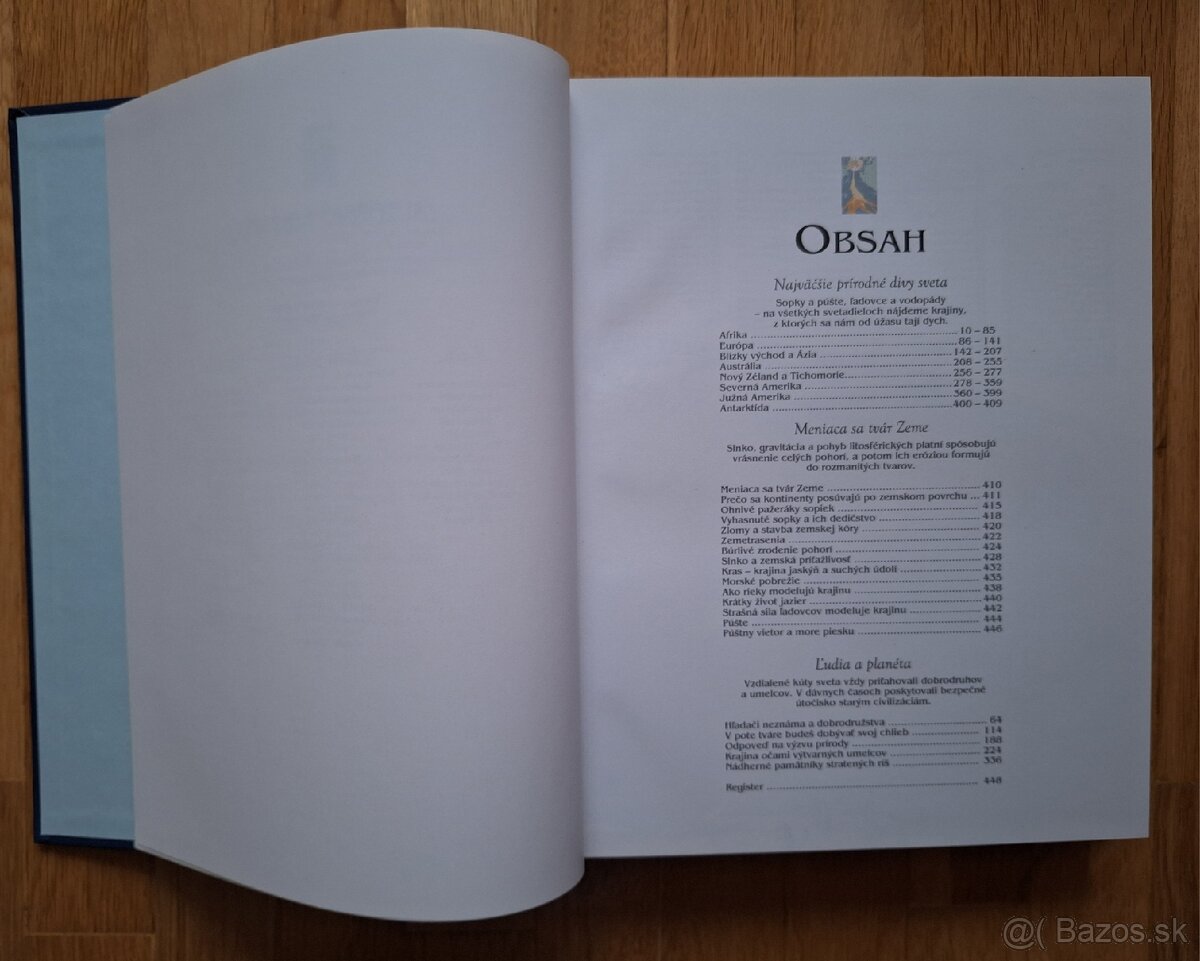 OBSAH
Najväčšie prírodné divy sveta
Sopky a púšte, ľadovce a vodopády
– na všetkých svetadieloch nájdeme krajiny,
z ktorých sa nám od úžasu tají dych.
Afrika ... 10 – 85
Európa ... 86 – 141
Blízky východ a Ázia ... 142 – 207
Austrália ... 208 – 255
Nový Zéland a Tichomorie ... 256 – 277
Severná Amerika ... 278 – 359
Južná Amerika ... 360 – 399
Antarktída ... 400 – 409
Meniaca sa tvár Zeme
Slnko, gravitácia a pohyb litosférických platní spôsobujú
vrásnenie celých pohorí, a potom ich eróziou formujú
do rozmanitých tvarov.
Meniaca sa tvár Zeme ... 410
Prečo sa kontinenty posúvajú po zemskom povrchu ... 411
Ohnivé pažeráky sopiek ... 415
Vyhasnuté sopky a ich dedičstvo ... 418
Zlomy a stavba zemskej kôry ... 420
Zemetrasenia ... 422
Búrlivé zrodenie pohorí ... 424
Slnko a zemská príťažlivosť ... 428
Kras – krajina jaskýň a suchých údolí ... 432
Morské pobrežie ... 435
Ako rieky modelujú krajinu ... 438
Krátky život jazier ... 440
Strašná sila ľadovcov modeluje krajinu ... 442
Púšte ... 444
Púštny vietor a more piesku ... 446
Ľudia a planéta
Vzdialené kúty sveta vždy priťahovali dobrodruhov
a umelcov. V dávnych časoch poskytovali bezpečné
útočisko starým civilizáciám.
Hľadači neznáma a dobrodružstva ... 64
V pote tváre budeš dobývať svoj chlieb ... 114
Odpoveď na výzvu prírody ... 188
Krajina očami výtvarných umelcov ... 224
Nádherné pamätníky stratených ríš ... 336
Register ... 448
@( Bazos.sk